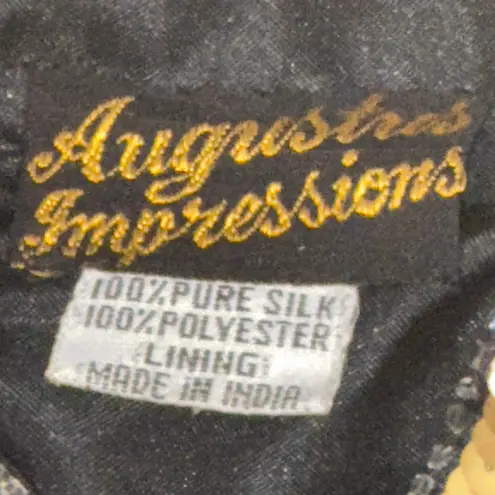 Augustus
Impressions
100% PURE SILK
100% POLYESTER
LINING
MADE IN INDIA